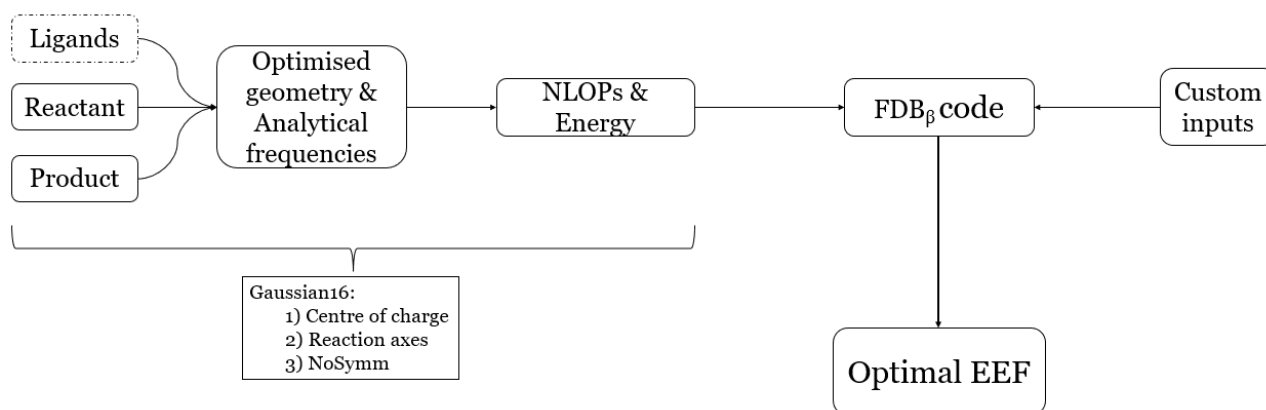 Ligands
Reactant
Product
Optimised
geometry &
Analytical
frequencies
NLOPs &
Energy
FDBβ code
Custom
inputs
Gaussian16:
1) Centre of charge
2) Reaction axes
3) NoSymm
Optimal EEF